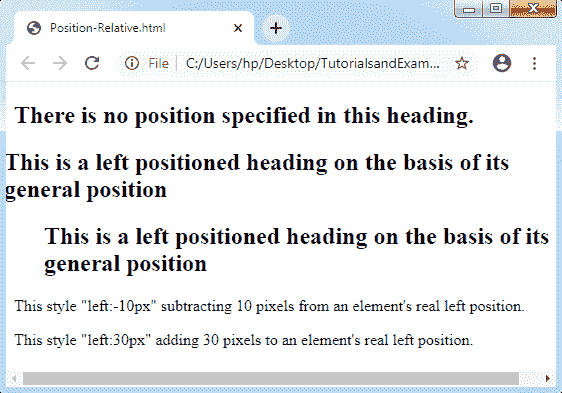 Position-Relative.html
File
C:/Users/hp/Desktop/TutorialsandExam...
There is no position specified in this heading.
This is a left positioned heading on the basis of its
general position
This is a left positioned heading on the basis of its
general position
This style "left:-10px" subtracting 10 pixels from an element's real left position.
This style "left:30px" adding 30 pixels to an element's real left position.